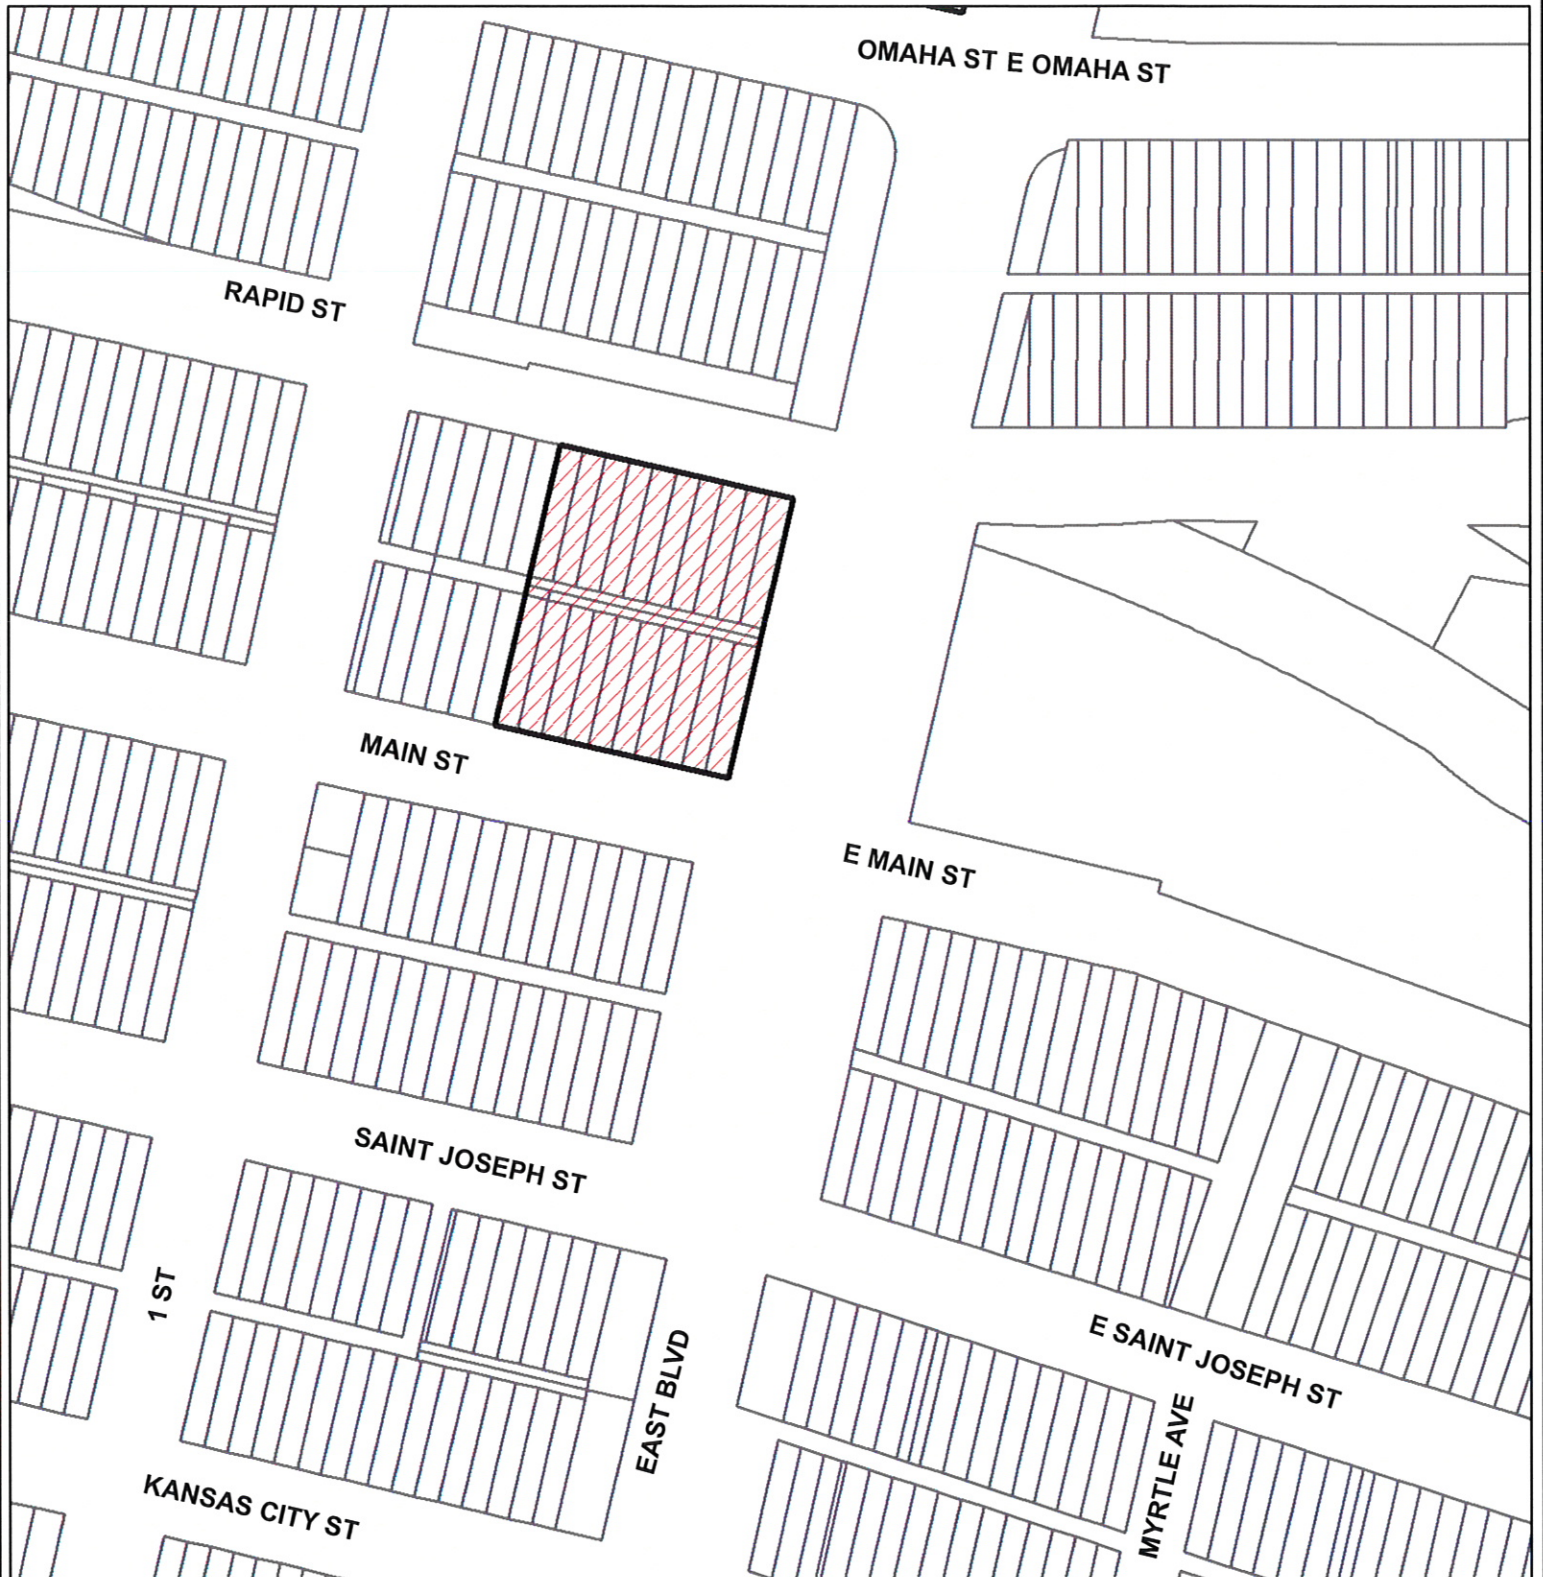 OMAHA ST E OMAHA ST
RAPID ST
MAIN ST
E MAIN ST
SAINT JOSEPH ST
1 ST
E SAINT JOSEPH ST
EAST BLVD
MYRTLE AVE
KANSAS CITY ST